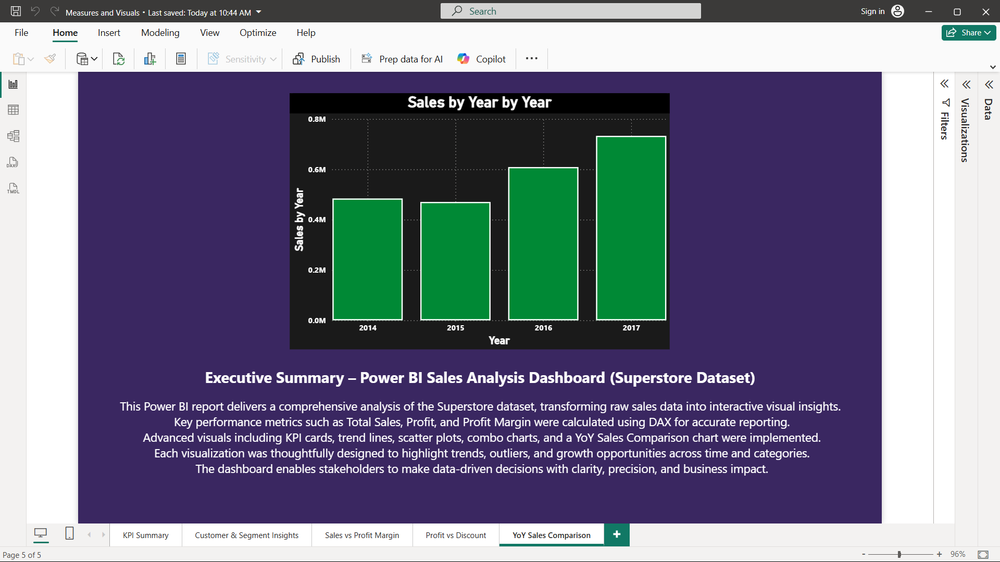 Measures and Visuals • Last saved: Today at 10:44 AM
Search
Sign in
File
Home
Insert
Modeling
View
Optimize
Help
Share
Sensitivity
Publish
Prep data for AI
Copilot
DAX
TMDL
Filters
Visualizations
Data
Sales by Year by Year
Sales by Year
0.8M
0.6M
0.4M
0.2M
0.0M
2014
2015
2016
2017
Year
Executive Summary – Power BI Sales Analysis Dashboard (Superstore Dataset)
This Power BI report delivers a comprehensive analysis of the Superstore dataset, transforming raw sales data into interactive visual insights.
Key performance metrics such as Total Sales, Profit, and Profit Margin were calculated using DAX for accurate reporting.
Advanced visuals including KPI cards, trend lines, scatter plots, combo charts, and a YoY Sales Comparison chart were implemented.
Each visualization was thoughtfully designed to highlight trends, outliers, and growth opportunities across time and categories.
The dashboard enables stakeholders to make data-driven decisions with clarity, precision, and business impact.
KPI Summary
Customer & Segment Insights
Sales vs Profit Margin
Profit vs Discount
YoY Sales Comparison
Page 5 of 5
- + 96%